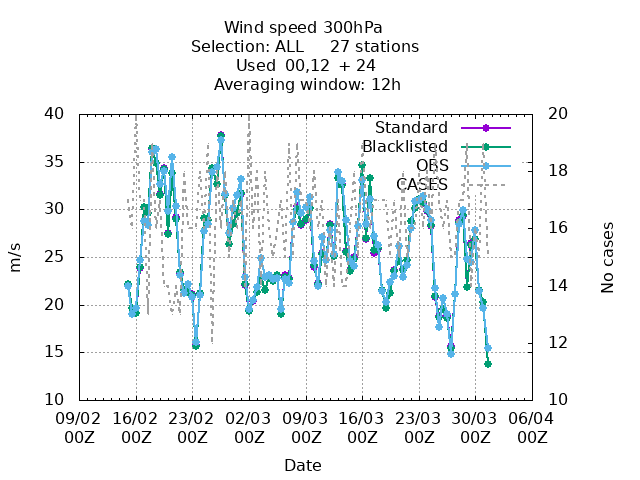 Wind speed 300hPa
Selection: ALL     27 stations
Used  00,12  + 24
Averaging window: 12h
40
35
30
25
20
15
10
m/s
20
18
16
14
12
10
No cases
Standard
Blacklisted
OBS
CASES
09/02 16/02 23/02 02/03 09/03 16/03 23/03 30/03 06/04
00Z 00Z 00Z 00Z 00Z 00Z 00Z 00Z 00Z
Date